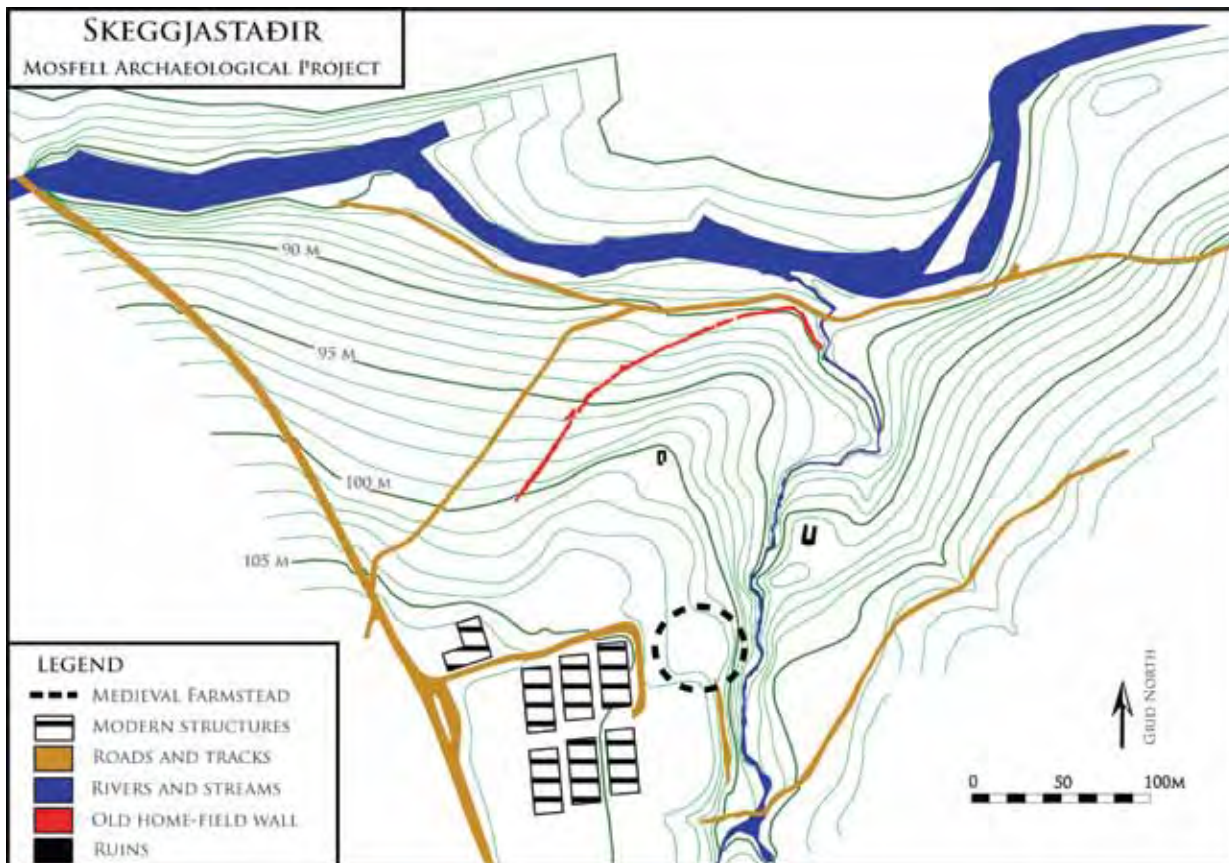 SKEGGJASTAÐIR
MOSFELL ARCHAEOLOGICAL PROJECT
90 M
95 M
100 M
105 M
LEGEND
MEDIEVAL FARMSTEAD
MODERN STRUCTURES
ROADS AND TRACKS
RIVERS AND STREAMS
OLD HOME-FIELD WALL
RUINS
GRID NORTH
0 50 100M